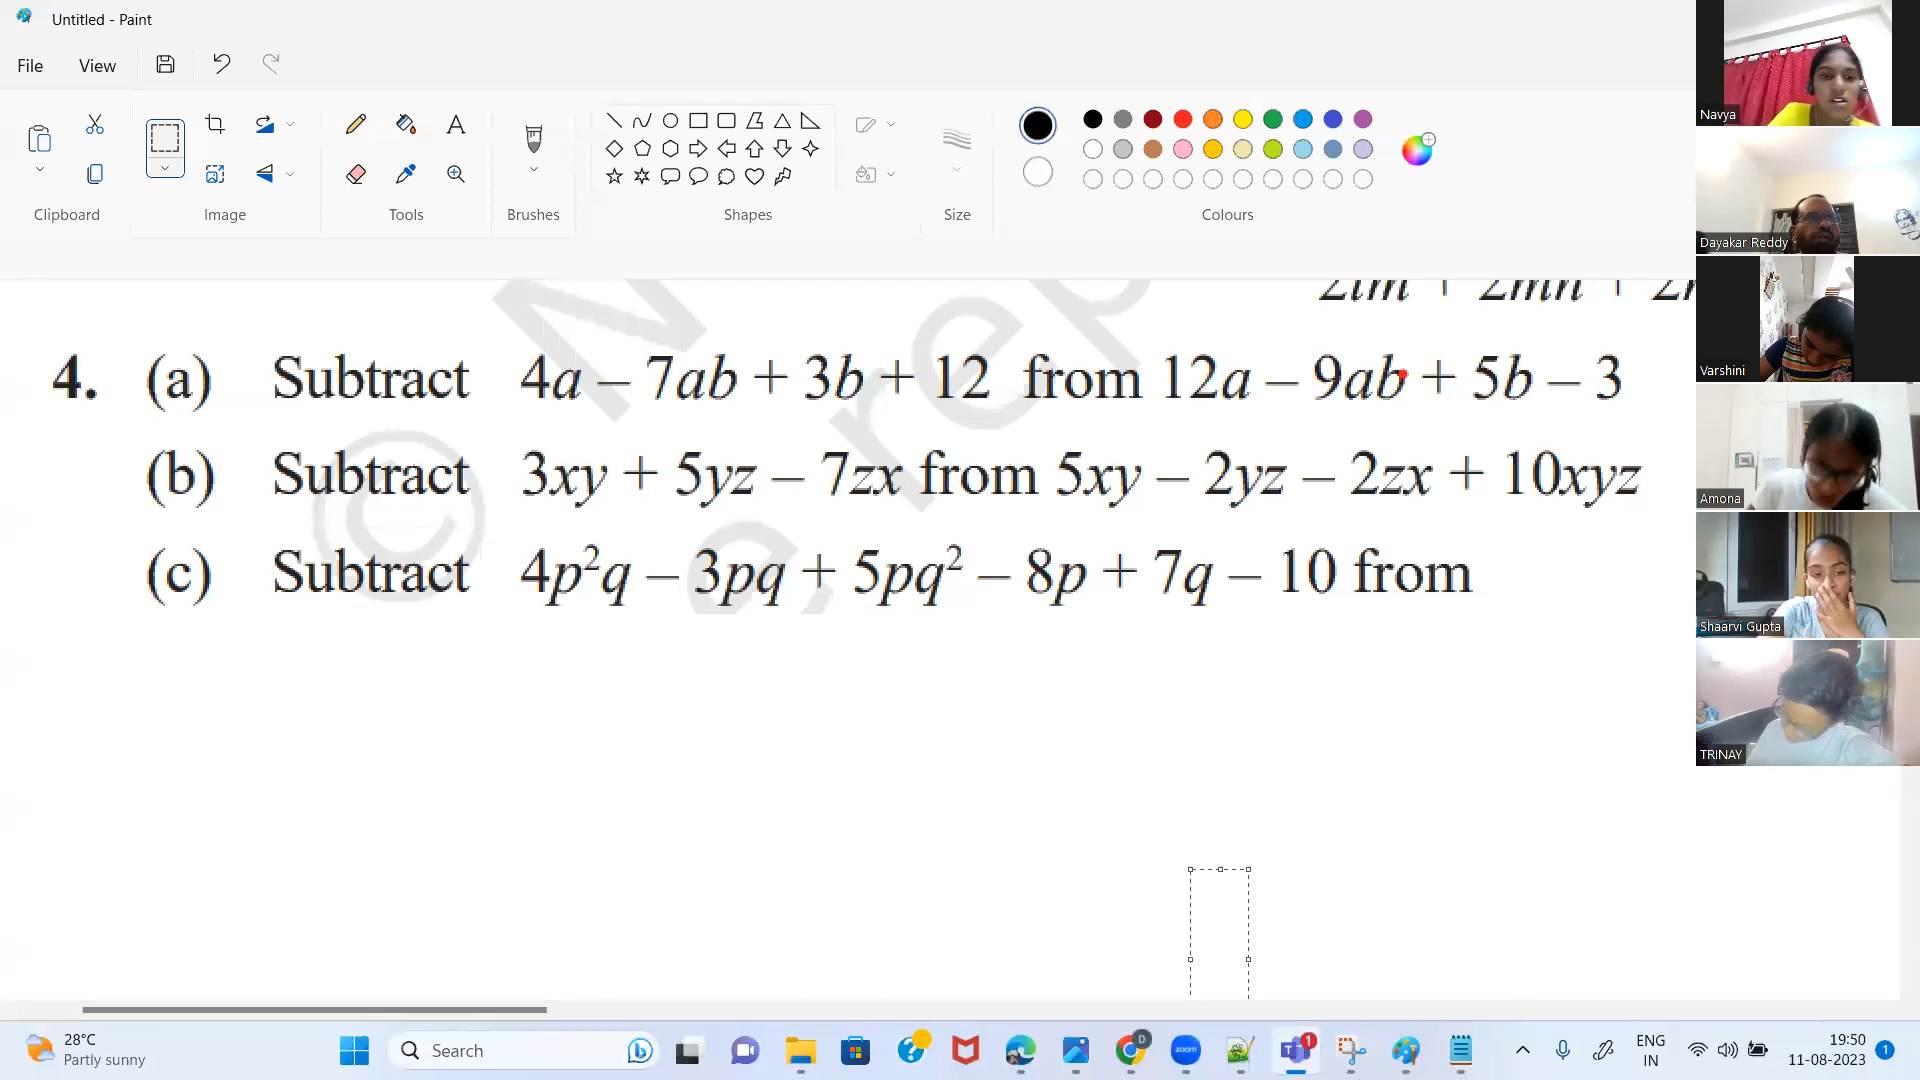 Untitled - Paint
File View
Clipboard Image Tools Brushes Shapes Size Colours
4. (a) Subtract 4a – 7ab + 3b + 12 from 12a – 9ab + 5b – 3
(b) Subtract 3xy + 5yz – 7zx from 5xy – 2yz – 2zx + 10xyz
(c) Subtract 4p²q – 3pq + 5pq² – 8p + 7q – 10 from
Navya
Dayakar Reddy
Varshini
Amona
Shaarvi Gupta
TRINAY
28°C
Partly sunny
Search
D
zoom
1
ENG
IN
19:50
11-08-2023
1